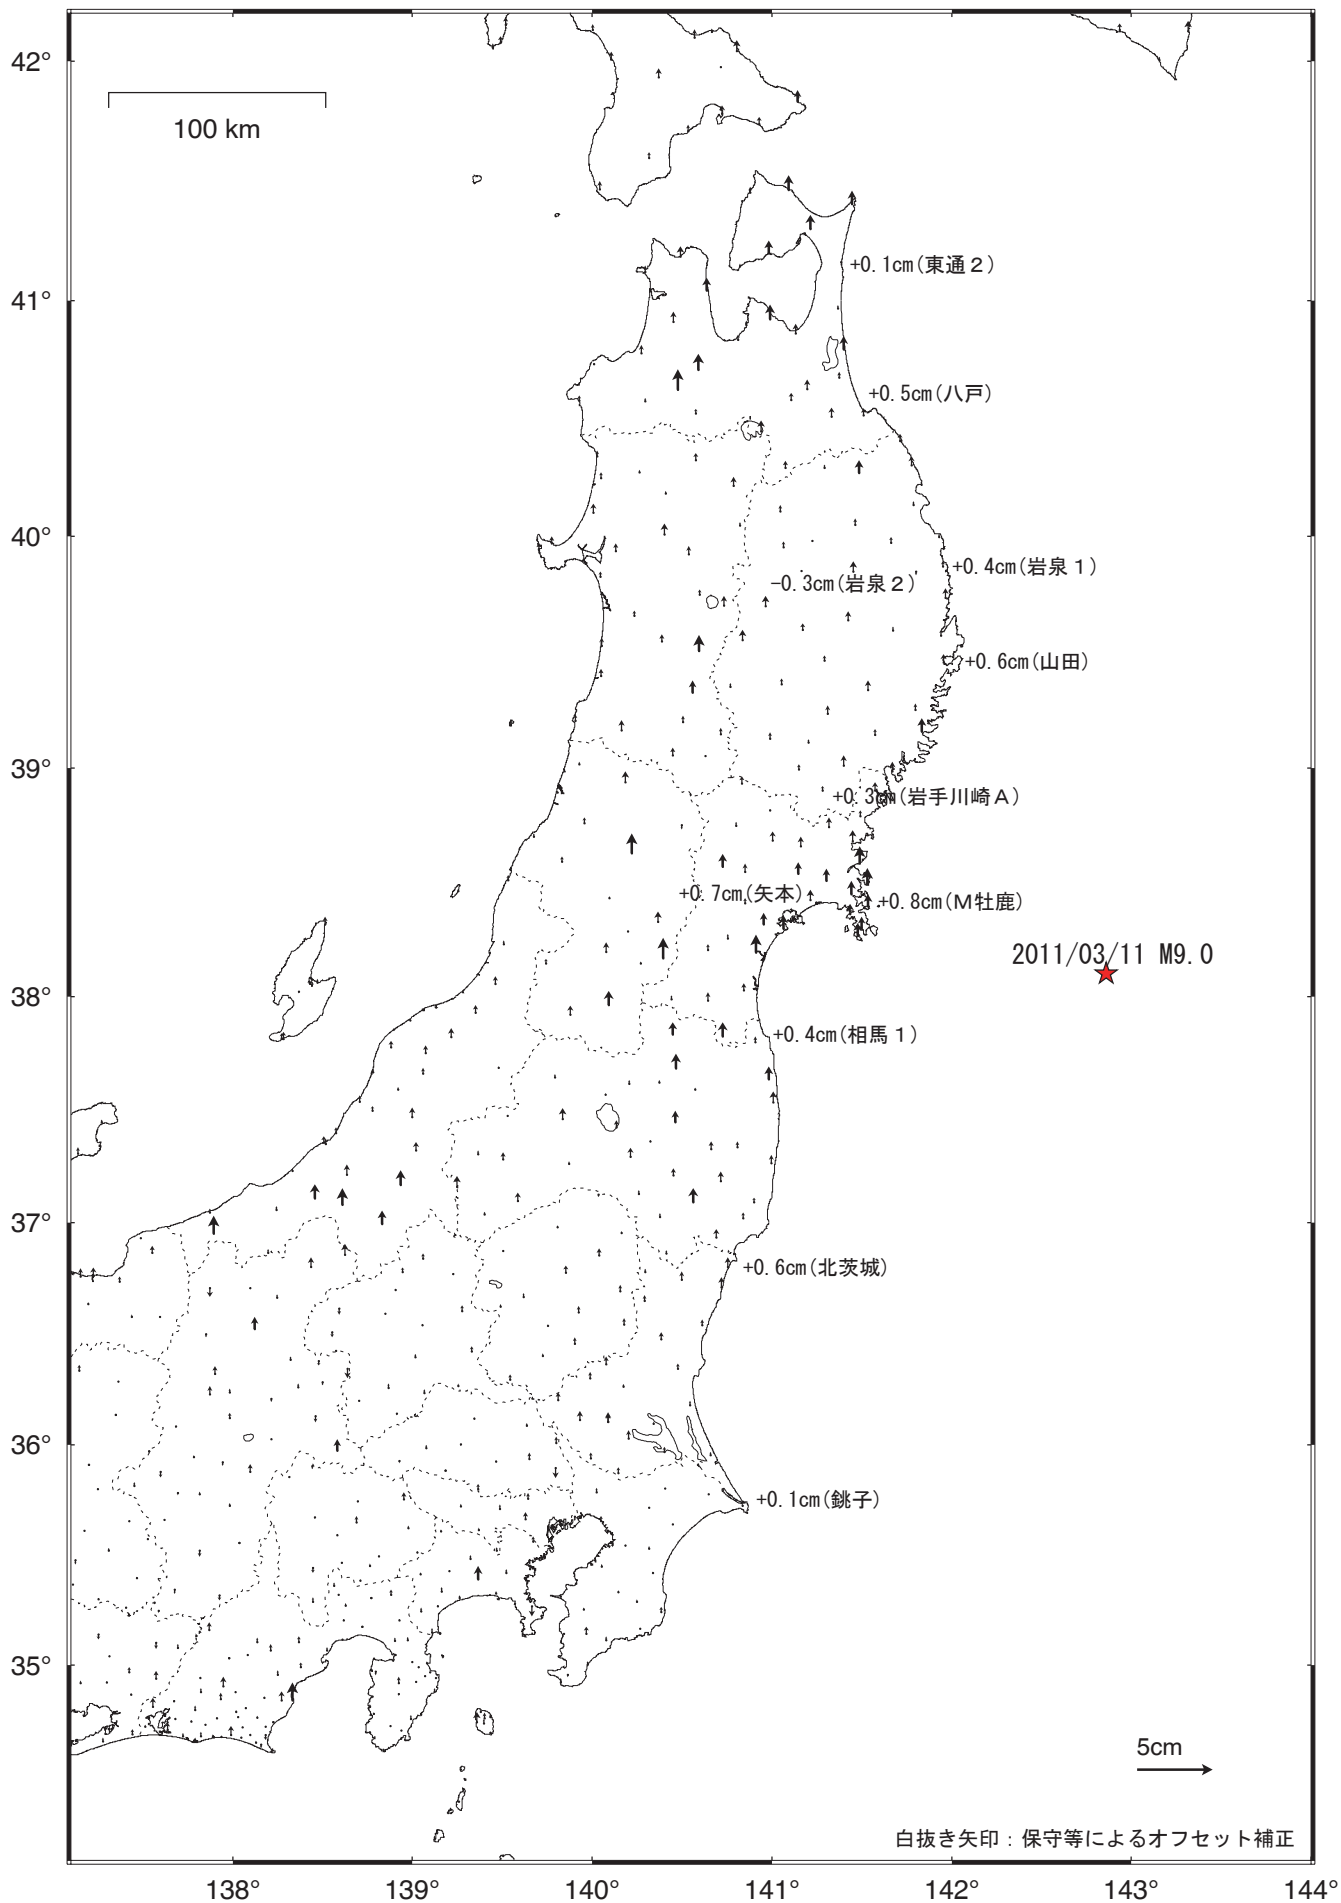 42°
100 km
+0.1cm(東通２)
41°
+0.5cm(八戸)
40°
+0.4cm(岩泉１)
-0.3cm(岩泉２)
+0.6cm(山田)
39°
+0.3cm(岩手川崎Ａ)
+0.7cm(矢本)
+0.8cm(Ｍ牡鹿)
2011/03/11 M9.0
38°
+0.4cm(相馬１)
37°
+0.6cm(北茨城)
36°
+0.1cm(銚子)
35°
5cm
白抜き矢印：保守等によるオフセット補正
138° 139° 140° 141° 142° 143° 144°